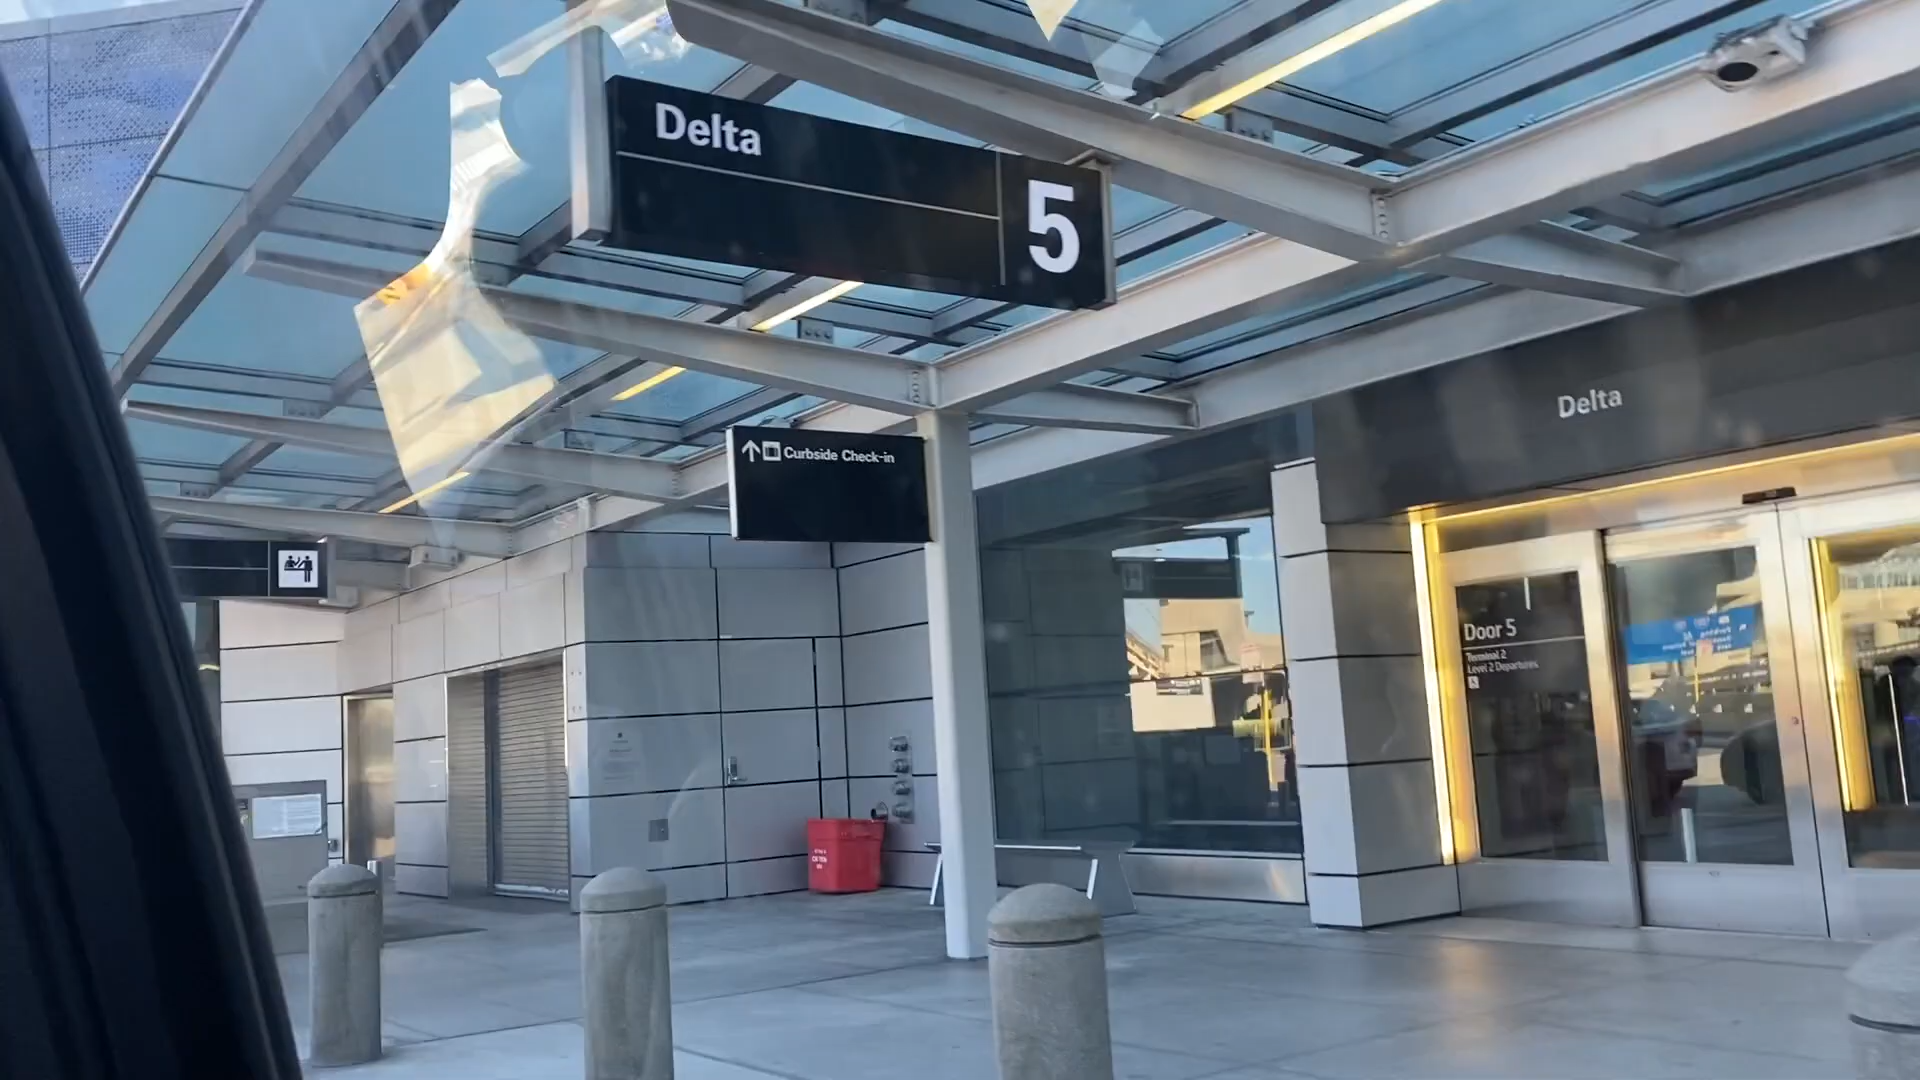 Delta
5
Curbside Check-in
Delta
Door 5
Terminal 2
Level 2 Departures